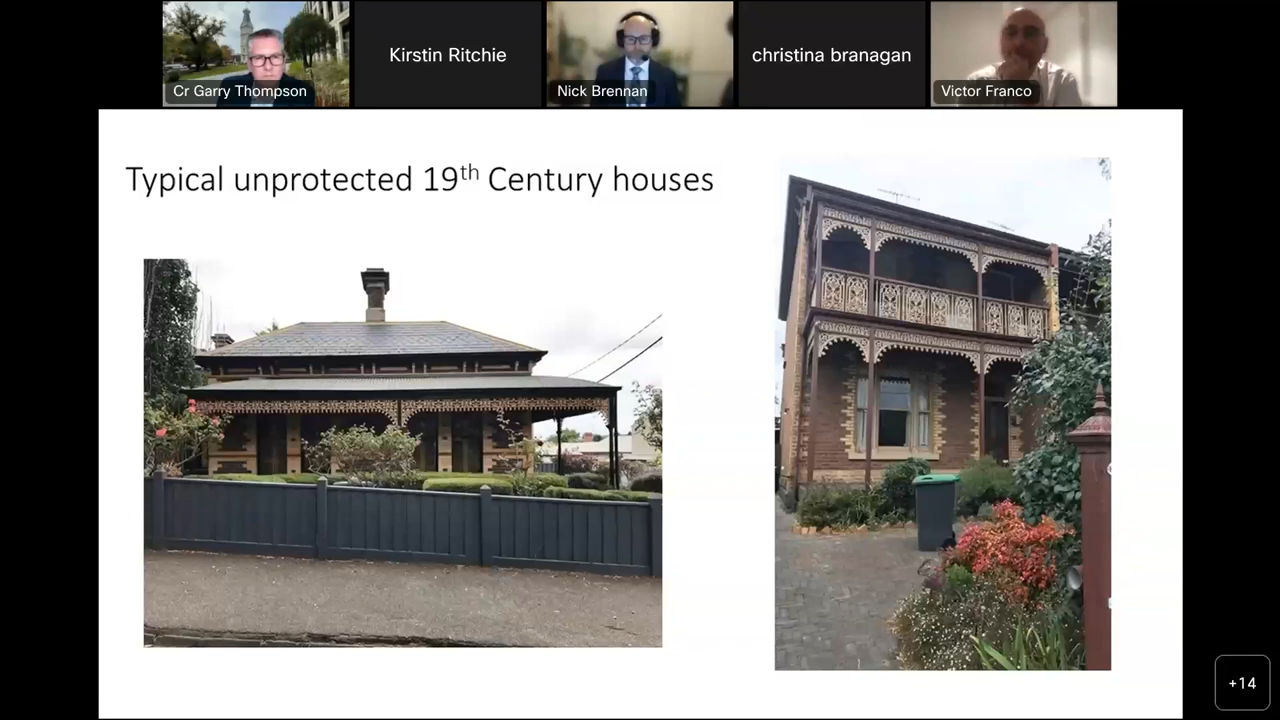 Cr Garry Thompson
Kirstin Ritchie
Nick Brennan
christina branagan
Victor Franco
Typical unprotected 19th Century houses
+14